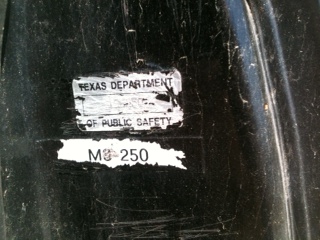 TEXAS DEPARTMENT
OF PUBLIC SAFETY
250